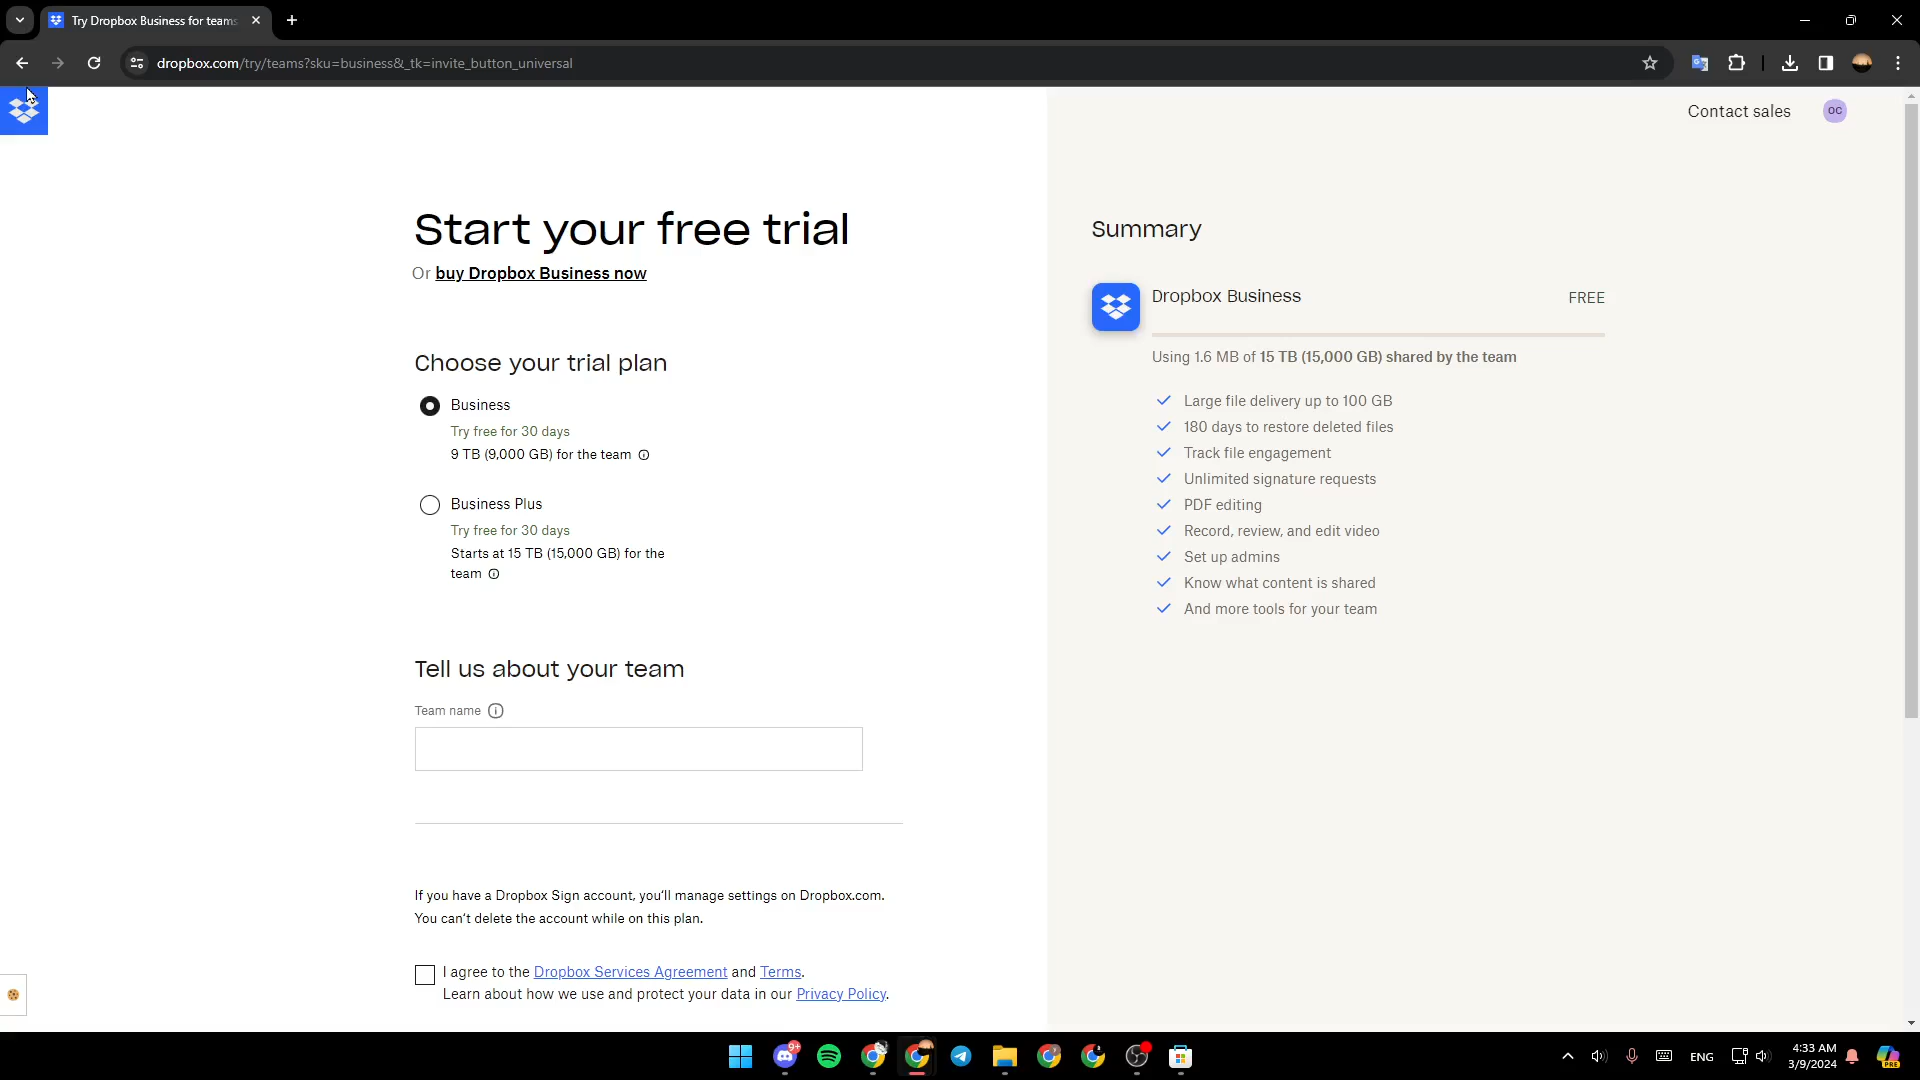 Try Dropbox Business for teams
dropbox.com/try/teams?sku=business&_tk=invite_button_universal
Contact sales
OC
Start your free trial
Or buy Dropbox Business now
Choose your trial plan
Business
Try free for 30 days
9 TB (9,000 GB) for the team
Business Plus
Try free for 30 days
Starts at 15 TB (15,000 GB) for the
team
Tell us about your team
Team name
If you have a Dropbox Sign account, you'll manage settings on Dropbox.com.
You can't delete the account while on this plan.
I agree to the Dropbox Services Agreement and Terms.
Learn about how we use and protect your data in our Privacy Policy.
Summary
Dropbox Business
FREE
Using 1.6 MB of 15 TB (15,000 GB) shared by the team
Large file delivery up to 100 GB
180 days to restore deleted files
Track file engagement
Unlimited signature requests
PDF editing
Record, review, and edit video
Set up admins
Know what content is shared
And more tools for your team
9+
ENG
4:33 AM
3/9/2024
PRE